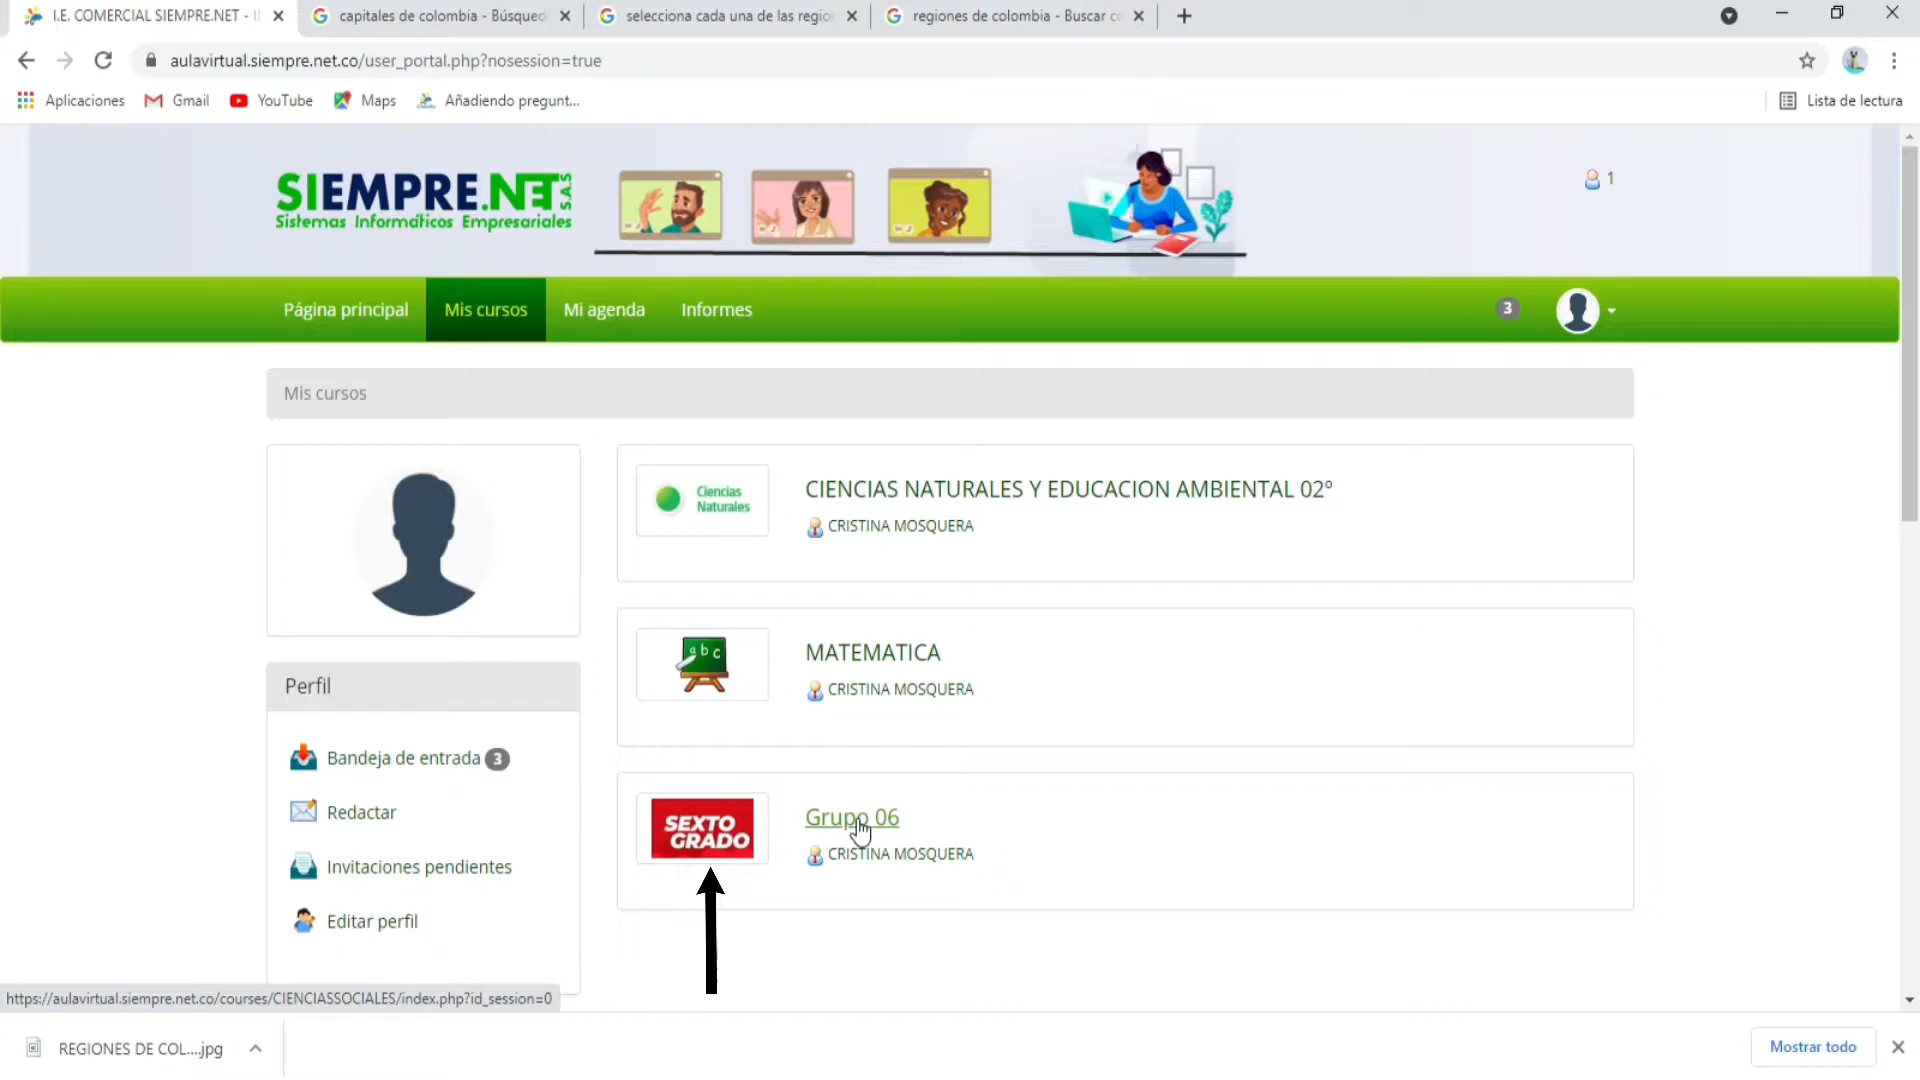 I.E. COMERCIAL SIEMPRE.NET - I
capitales de colombia - Búsqued
selecciona cada una de las regio
regiones de colombia - Buscar c
aulavirtual.siempre.net.co/user_portal.php?nosession=true
Aplicaciones
Gmail
YouTube
Maps
Añadiendo pregunt...
Lista de lectura
SIEMPRE.NET S.A.S
Sistemas Informáticos Empresariales
1
Página principal
Mis cursos
Mi agenda
Informes
3
Mis cursos
Ciencias
Naturales
CIENCIAS NATURALES Y EDUCACION AMBIENTAL 02º
CRISTINA MOSQUERA
a b c
MATEMATICA
CRISTINA MOSQUERA
Perfil
Bandeja de entrada 3
Redactar
Invitaciones pendientes
Editar perfil
SEXTO
GRADO
Grupo 06
CRISTINA MOSQUERA
https://aulavirtual.siempre.net.co/courses/CIENCIASSOCIALES/index.php?id_session=0
REGIONES DE COL....jpg
Mostrar todo